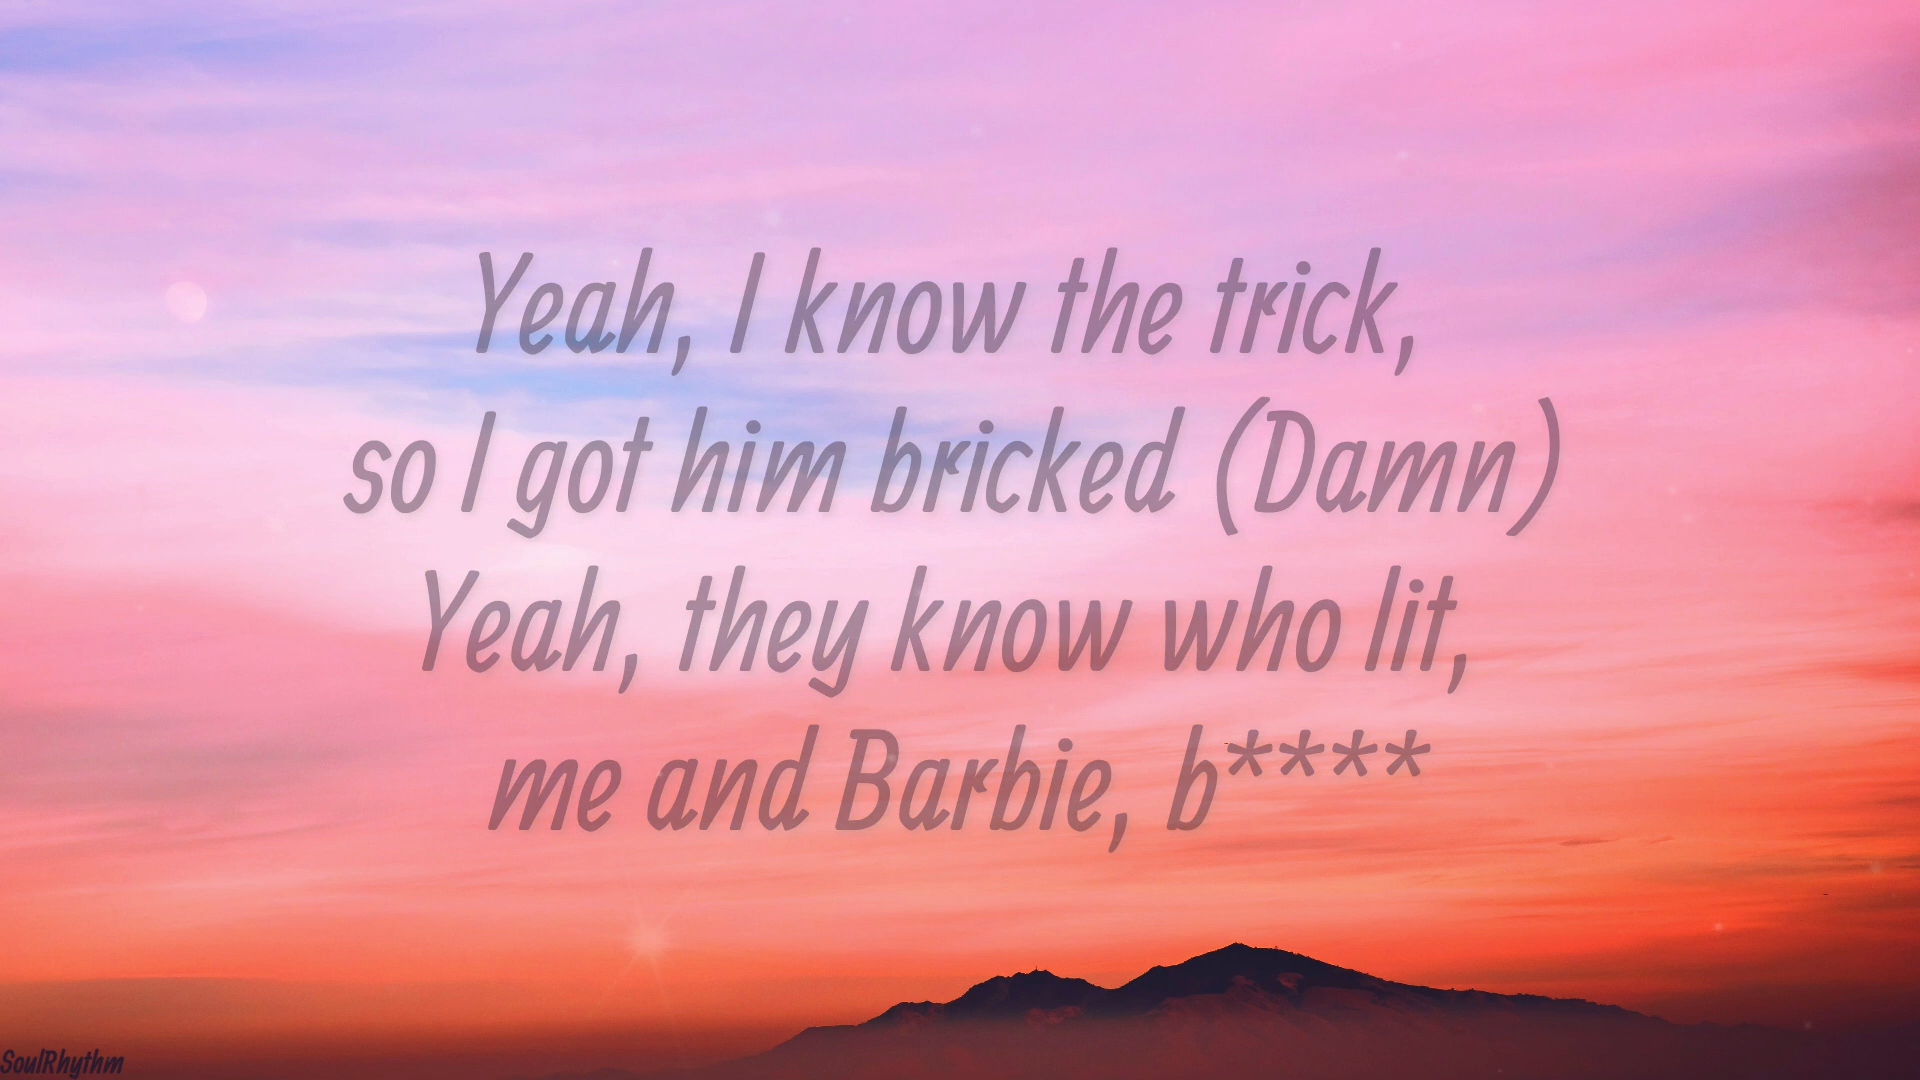 Yeah, I know the trick,
so I got him bricked (Damn)
Yeah, they know who lit,
me and Barbie, b****
SoulRhythm